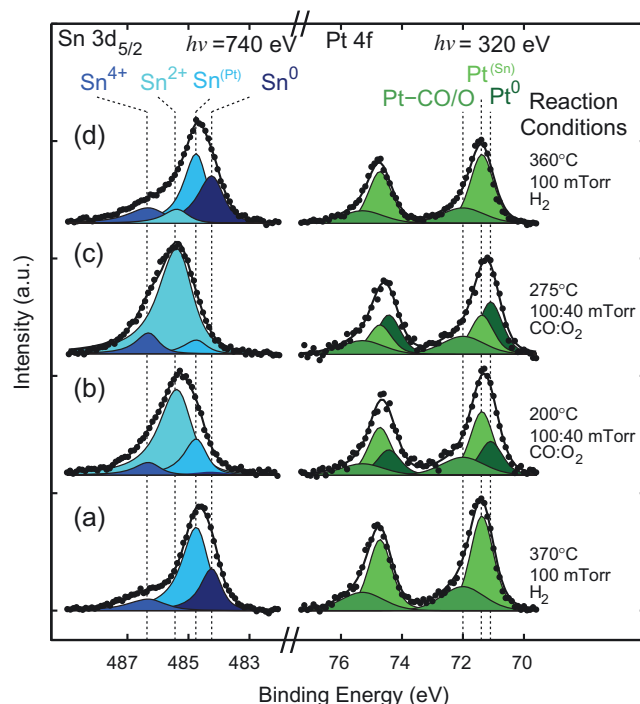 Sn 3d5/2 hν=740 eV Pt 4f hν=320 eV
Sn4+ Sn2+ Sn(Pt) Sn0 Pt−CO/O Pt(Sn) Pt0
Reaction
Conditions
(d)
360°C
100 mTorr
H2
(c)
275°C
100:40 mTorr
CO:O2
(b)
200°C
100:40 mTorr
CO:O2
(a)
370°C
100 mTorr
H2
Intensity (a.u.)
487 485 483 76 74 72 70
Binding Energy (eV)